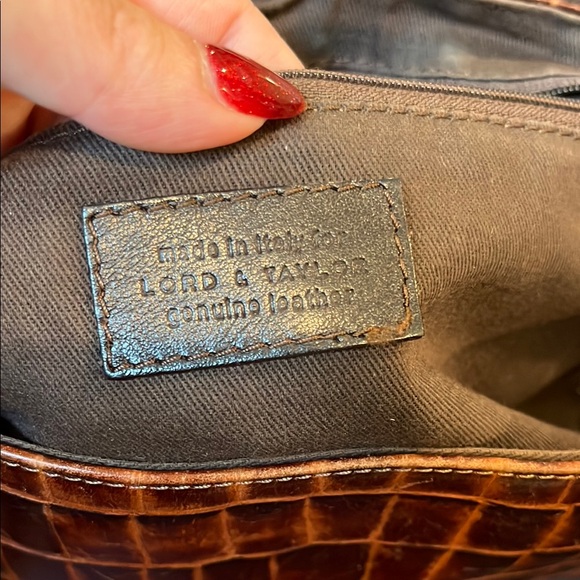 made in italy for
LORD & TAYLOR
genuine leather